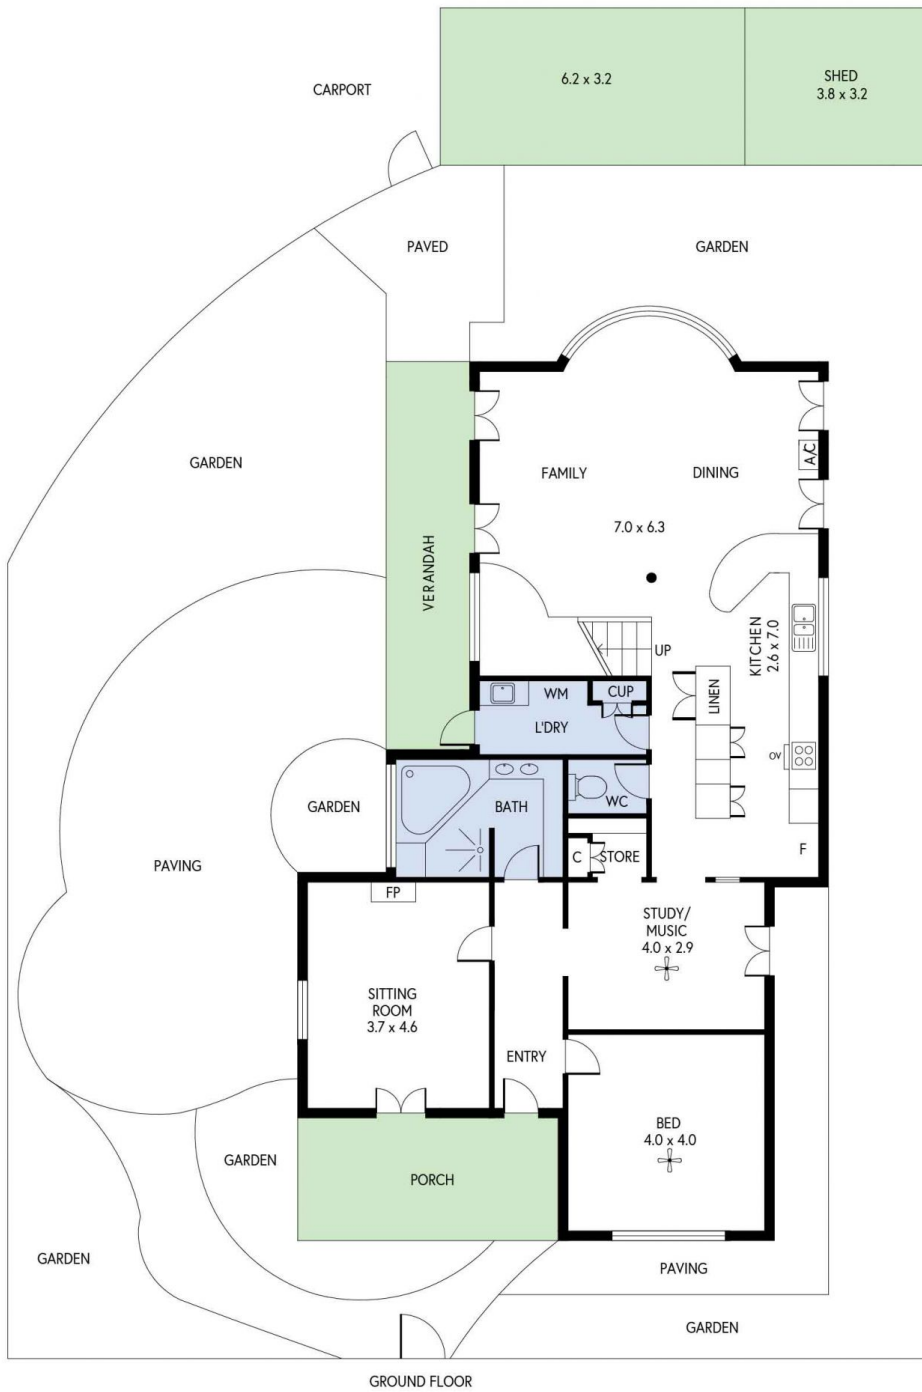 6.2 x 3.2
SHED
3.8 x 3.2
CARPORT
PAVED
GARDEN
GARDEN
FAMILY
DINING
A/C
7.0 x 6.3
VERANDAH
KITCHEN
2.6 x 7.0
UP
LINEN
WM
CUP
L'DRY
OV
GARDEN
BATH
WC
PAVING
C
STORE
F
FP
STUDY/
MUSIC
4.0 x 2.9
SITTING
ROOM
3.7 x 4.6
ENTRY
BED
4.0 x 4.0
GARDEN
PORCH
GARDEN
PAVING
GARDEN
GROUND FLOOR